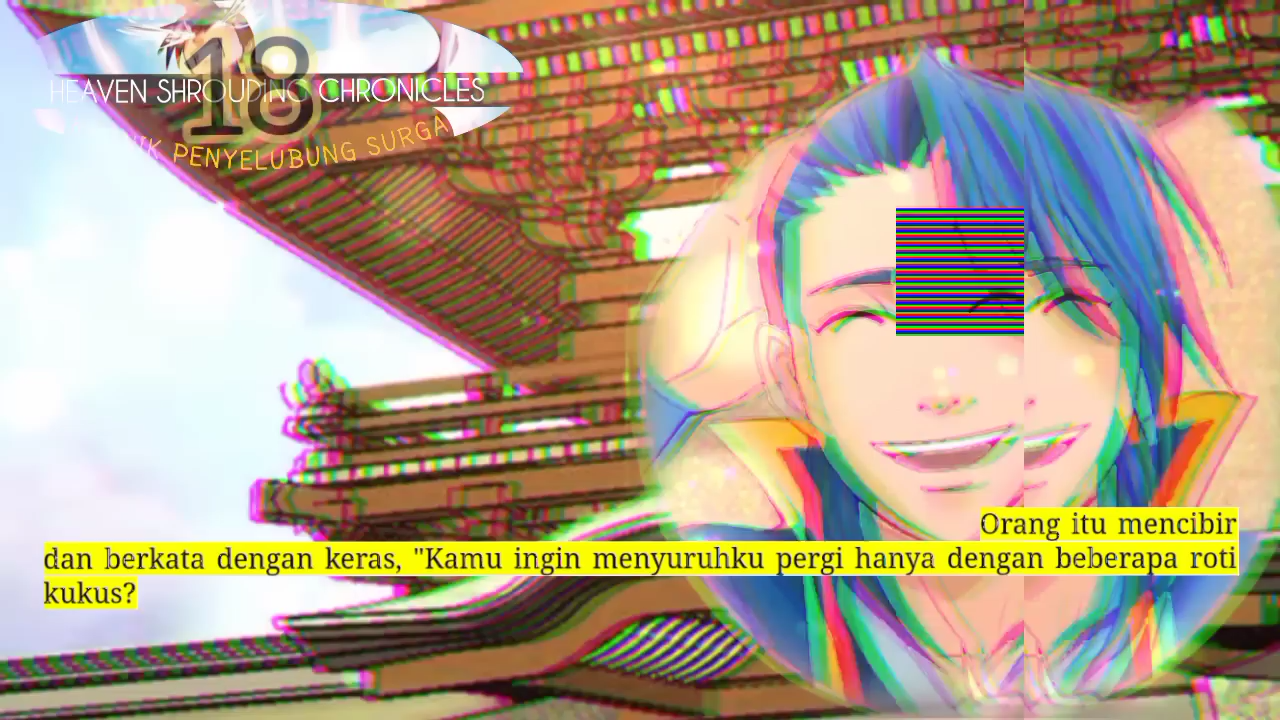 18
HEAVEN SHROUDING CHRONICLES
PENYELUBUNG SURGA
Orang itu mencibir
dan berkata dengan keras, "Kamu ingin menyuruhku pergi hanya dengan beberapa roti
kukus?